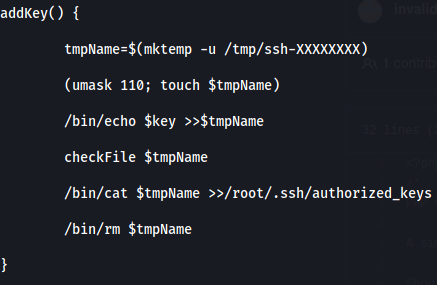 addKey() {
tmpName=$(mktemp -u /tmp/ssh-XXXXXXXX)
(umask 110; touch $tmpName)
/bin/echo $key >>$tmpName
checkFile $tmpName
/bin/cat $tmpName >>/root/.ssh/authorized_keys
/bin/rm $tmpName
}